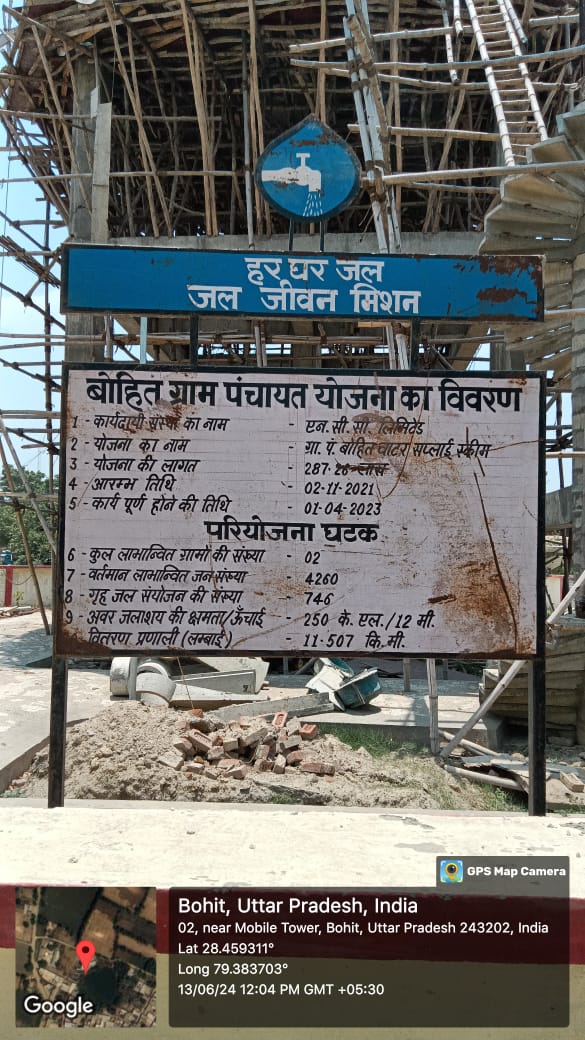 हर घर जल
जल जीवन मिशन
बोहित ग्राम पंचायत योजना का विवरण
1 - कार्यदायी संस्था का नाम - एन. सी. सी. लिमिटेड
2 - योजना का नाम - ग्रा. पं. बोहित वाटर सप्लाई स्कीम
3 - योजना की लागत - 287.26 लाख
4 - आरम्भ तिथि - 02-11-2021
5 - कार्य पूर्ण होने की तिथि - 01-04-2023
परियोजना घटक
6 - कुल लाभान्वित ग्रामों की संख्या - 02
7 - वर्तमान लाभान्वित जनसंख्या - 4260
8 - गृह जल संयोजन की संख्या - 746
9 - अवर जलाशय की क्षमता/ऊँचाई - 250 के. एल./12 मी.
वितरण प्रणाली (लम्बाई) - 11.507 कि.मी.
GPS Map Camera
Bohit, Uttar Pradesh, India
02, near Mobile Tower, Bohit, Uttar Pradesh 243202, India
Lat 28.459311°
Long 79.383703°
13/06/24 12:04 PM GMT +05:30
Google